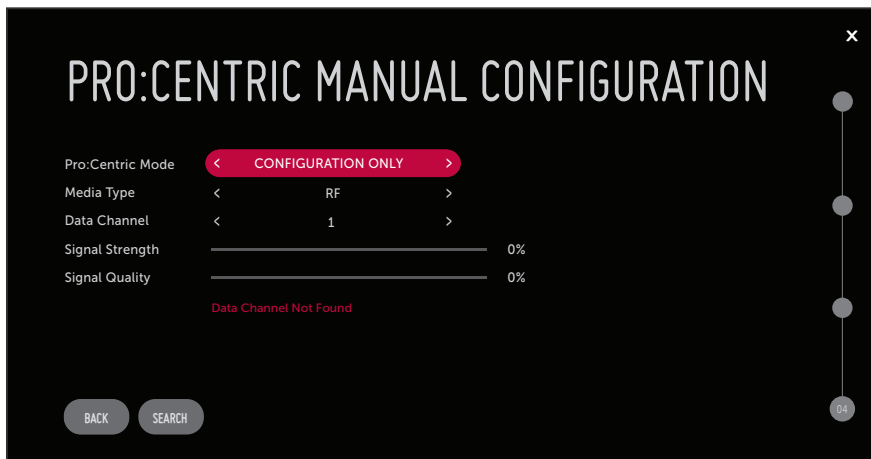 X
PRO:CENTRIC MANUAL CONFIGURATION
Pro:Centric Mode < CONFIGURATION ONLY >
Media Type < RF >
Data Channel < 1 >
Signal Strength 0%
Signal Quality 0%
Data Channel Not Found
BACK SEARCH
04